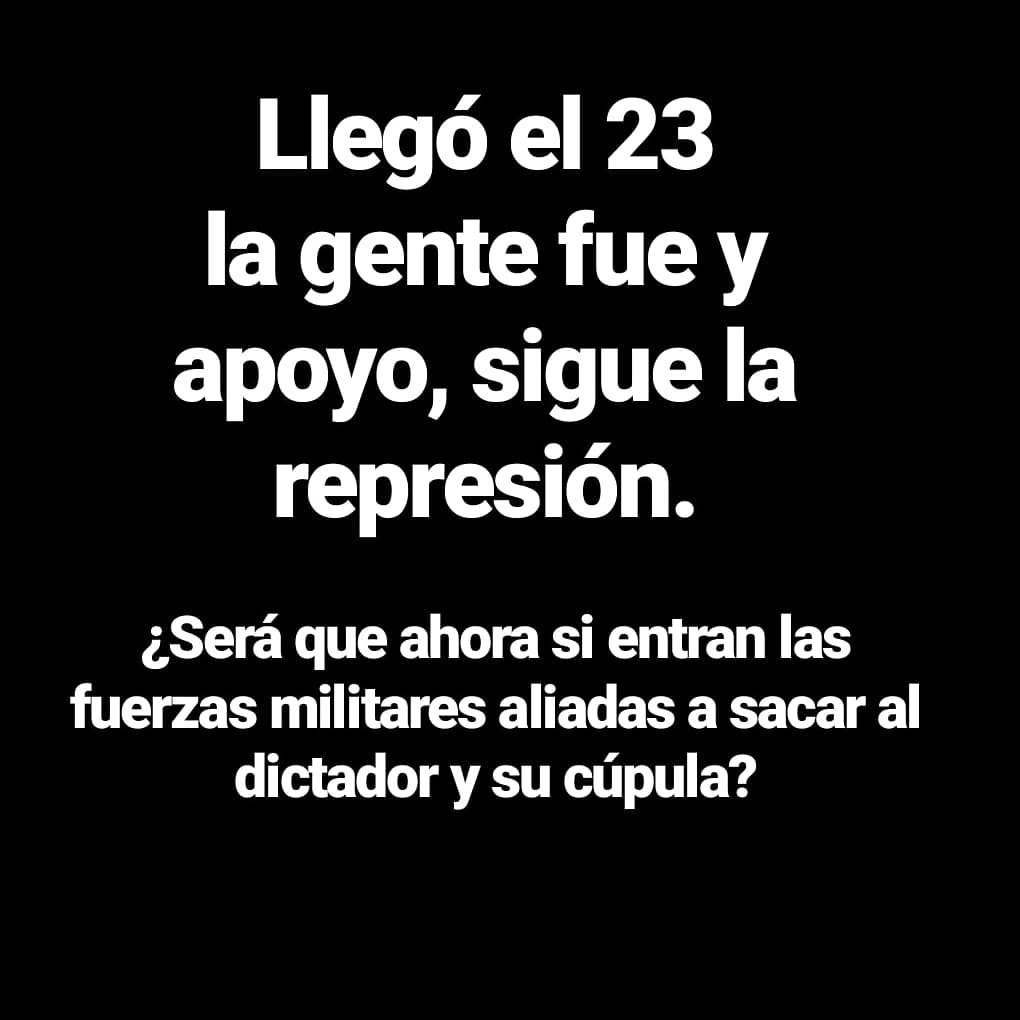 Llegó el 23
la gente fue y
apoyo, sigue la
represión.
¿Será que ahora si entran las
fuerzas militares aliadas a sacar al
dictador y su cúpula?